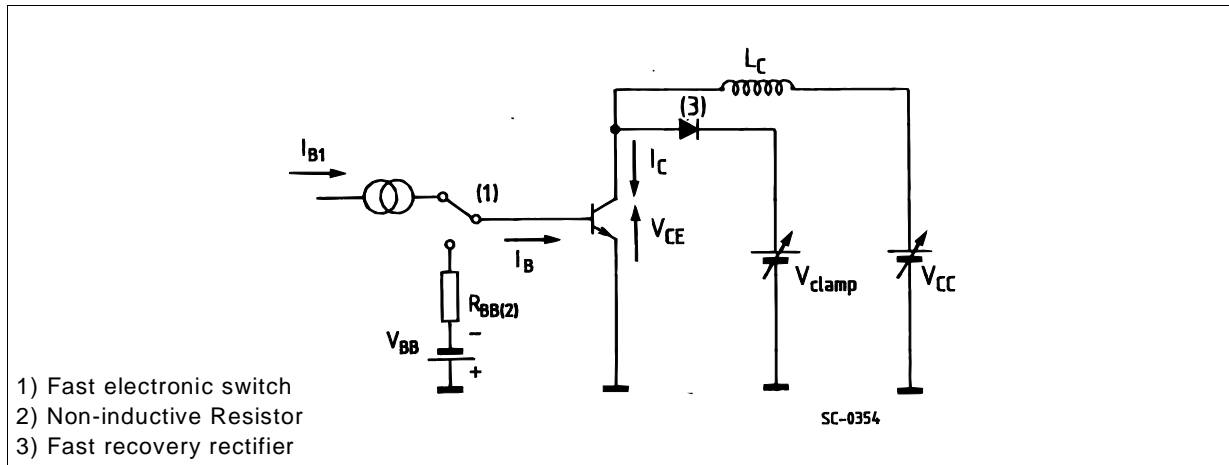 L_C
(3)
I_B1
(1)
I_C
V_CE
I_B
V_clamp
V_CC
R_BB(2)
V_BB
-
+
1) Fast electronic switch
2) Non-inductive Resistor
3) Fast recovery rectifier
SC-0354